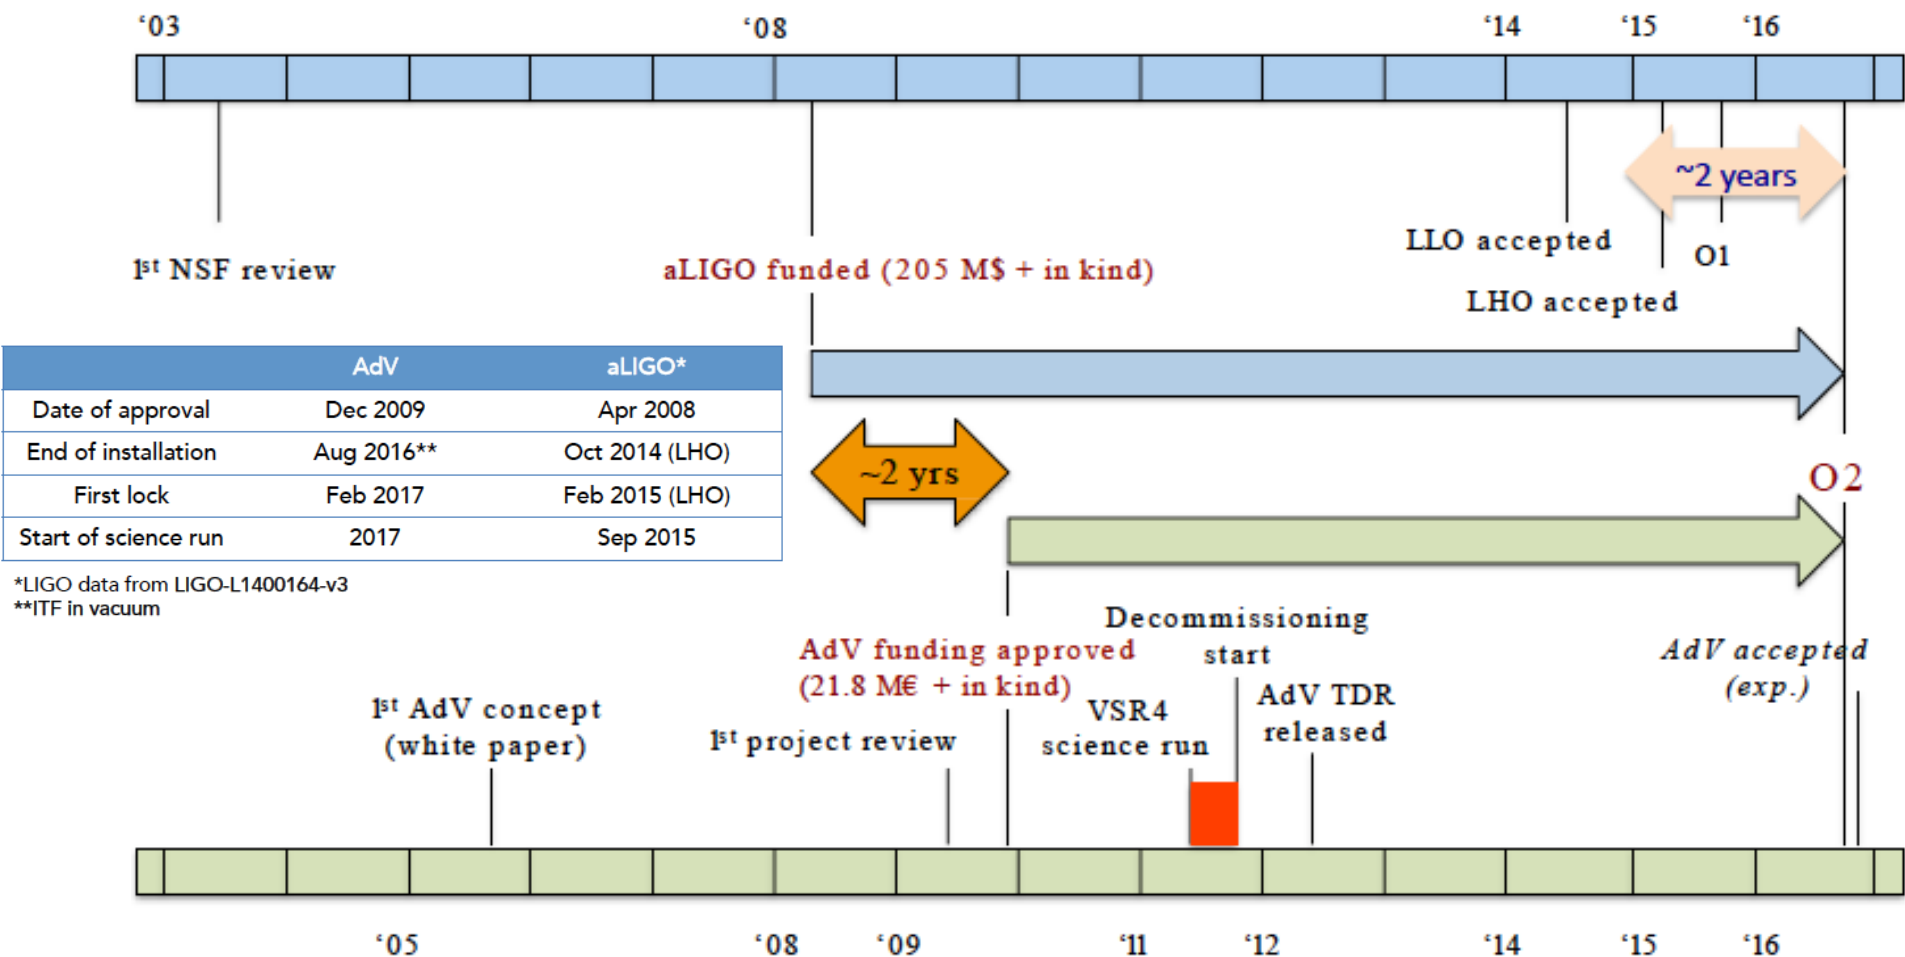 ‘03 ‘08 ‘14 ‘15 ‘16
~2 years
LLO accepted
O1
1st NSF review
aLIGO funded (205 M$ + in kind)
LHO accepted
AdV aLIGO*
Date of approval Dec 2009 Apr 2008
End of installation Aug 2016** Oct 2014 (LHO)
First lock Feb 2017 Feb 2015 (LHO)
Start of science run 2017 Sep 2015
*LIGO data from LIGO-L1400164-v3
**ITF in vacuum
~2 yrs
O2
Decommissioning
start
AdV funding approved
(21.8 M€ + in kind)
AdV accepted
(exp.)
1st AdV concept
(white paper)
1st project review
VSR4
science run
AdV TDR
released
‘05 ‘08 ‘09 ‘11 ‘12 ‘14 ‘15 ‘16